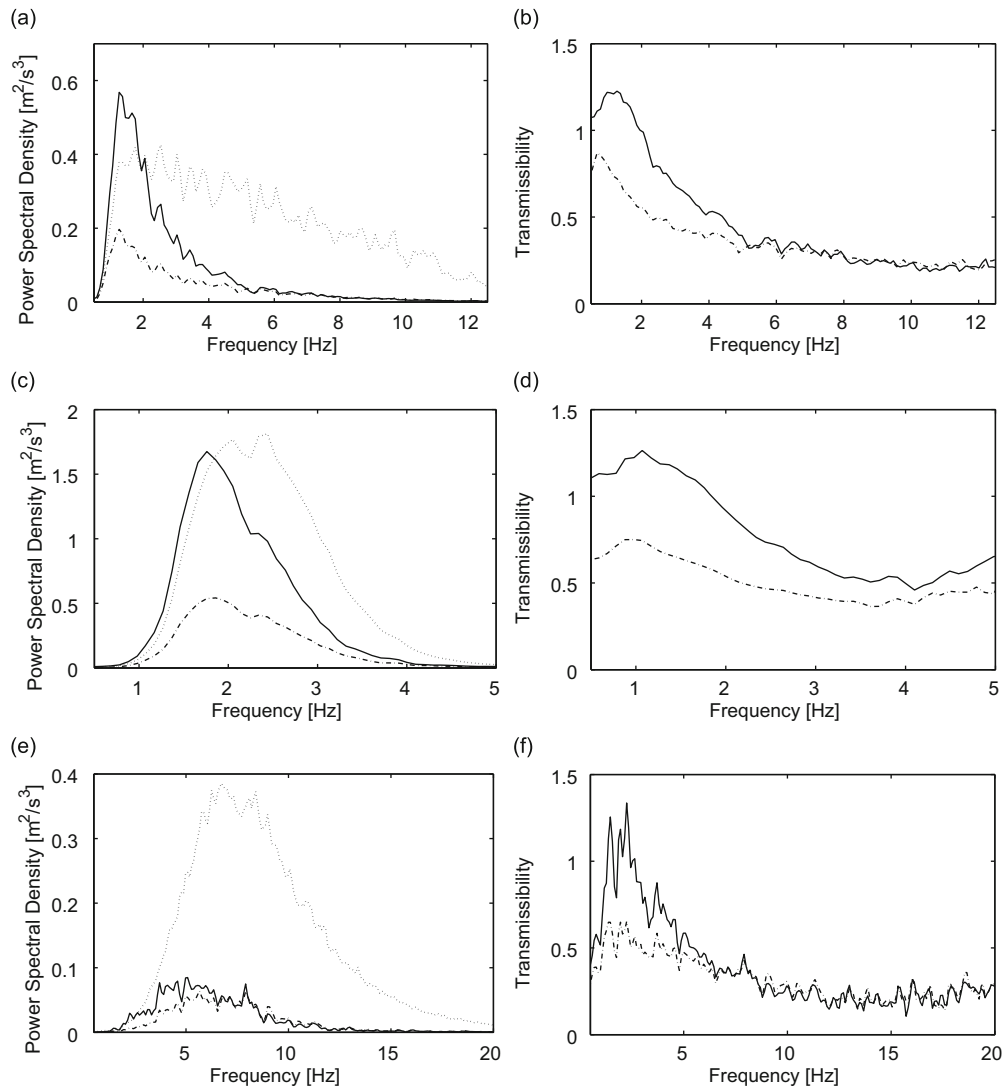 (a)
Power Spectral Density [m²/s³]
0.6
0.4
0.2
0
2 4 6 8 10 12
Frequency [Hz]
(b)
Transmissibility
1.5
1
0.5
0
2 4 6 8 10 12
Frequency [Hz]
(c)
Power Spectral Density [m²/s³]
2
1.5
1
0.5
0
1 2 3 4 5
Frequency [Hz]
(d)
Transmissibility
1.5
1
0.5
0
1 2 3 4 5
Frequency [Hz]
(e)
Power Spectral Density [m²/s³]
0.4
0.3
0.2
0.1
0
5 10 15 20
Frequency [Hz]
(f)
Transmissibility
1.5
1
0.5
0
5 10 15 20
Frequency [Hz]